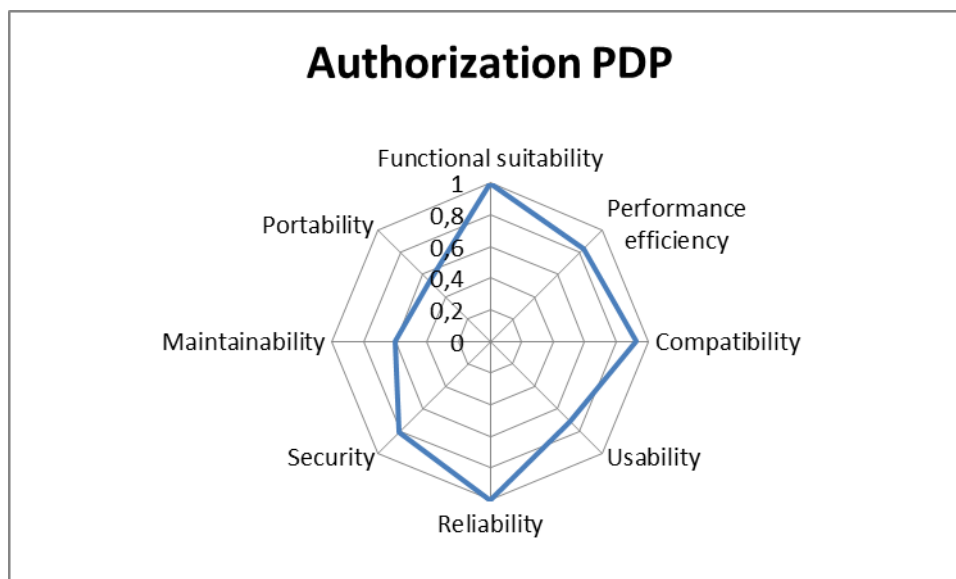 Authorization PDP
Functional suitability
1
0,8
0,6
0,4
0,2
0
Performance
efficiency
Compatibility
Usability
Reliability
Security
Maintainability
Portability